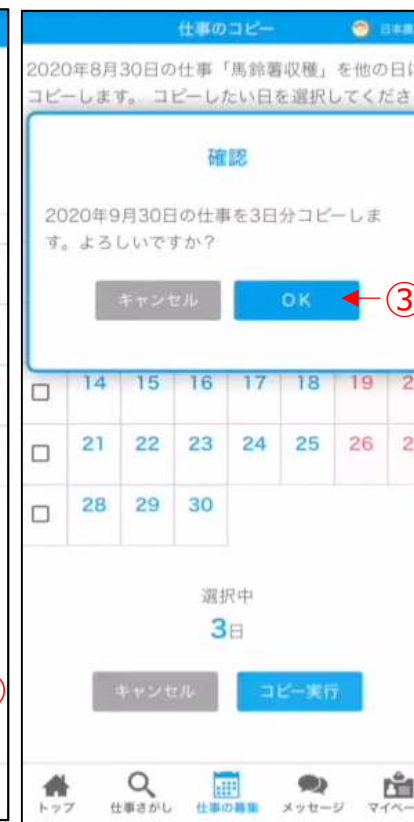 仕事のコピー
日本農
2020年8月30日の仕事「馬鈴薯収穫」を他の日に
コピーします。 コピーしたい日を選択してくださ
確認
2020年9月30日の仕事を3日分コピーしま
す。よろしいですか?
キャンセル OK ③
14 15 16 17 18 19 2
21 22 23 24 25 26 2
28 29 30
選択中
3日
キャンセル コピー実行
トップ 仕事さがし 仕事の募集 メッセージ マイペー